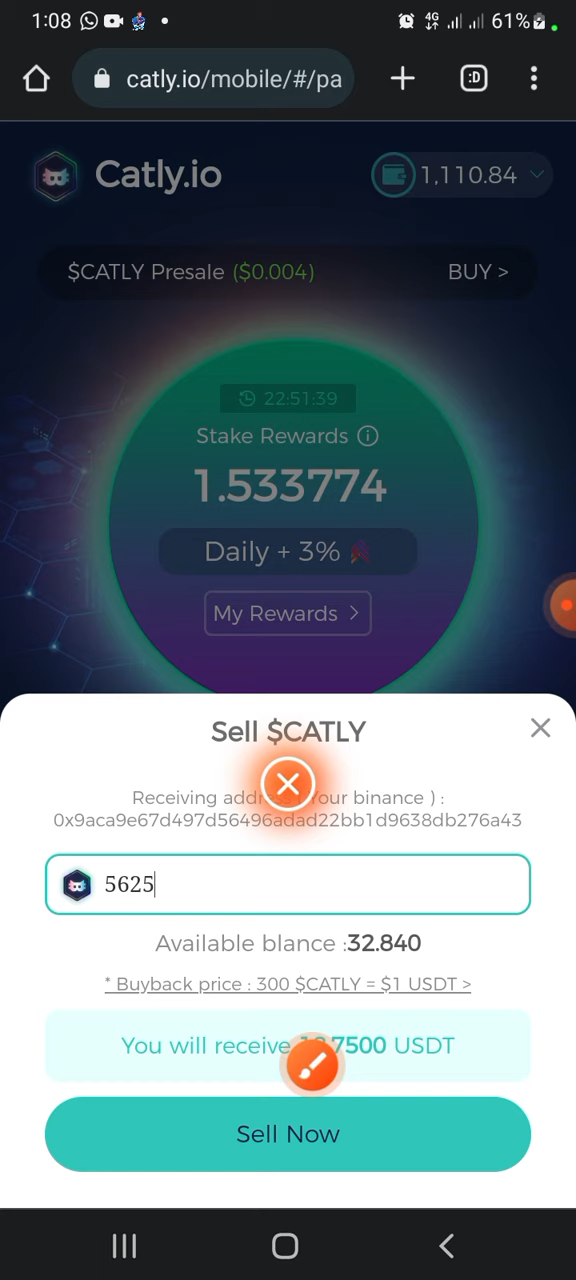 1:08
4G
61%
catly.io/mobile/#/pa
:D
Catly.io
1,110.84
$CATLY Presale ($0.004)
BUY >
22:51:39
Stake Rewards
1.533774
Daily + 3%
My Rewards >
Sell $CATLY
Receiving address Your binance ) :
0x9aca9e67d497d56496adad22bb1d9638db276a43
5625
Available blance :32.840
* Buyback price : 300 $CATLY = $1 USDT >
You will receive 7500 USDT
Sell Now